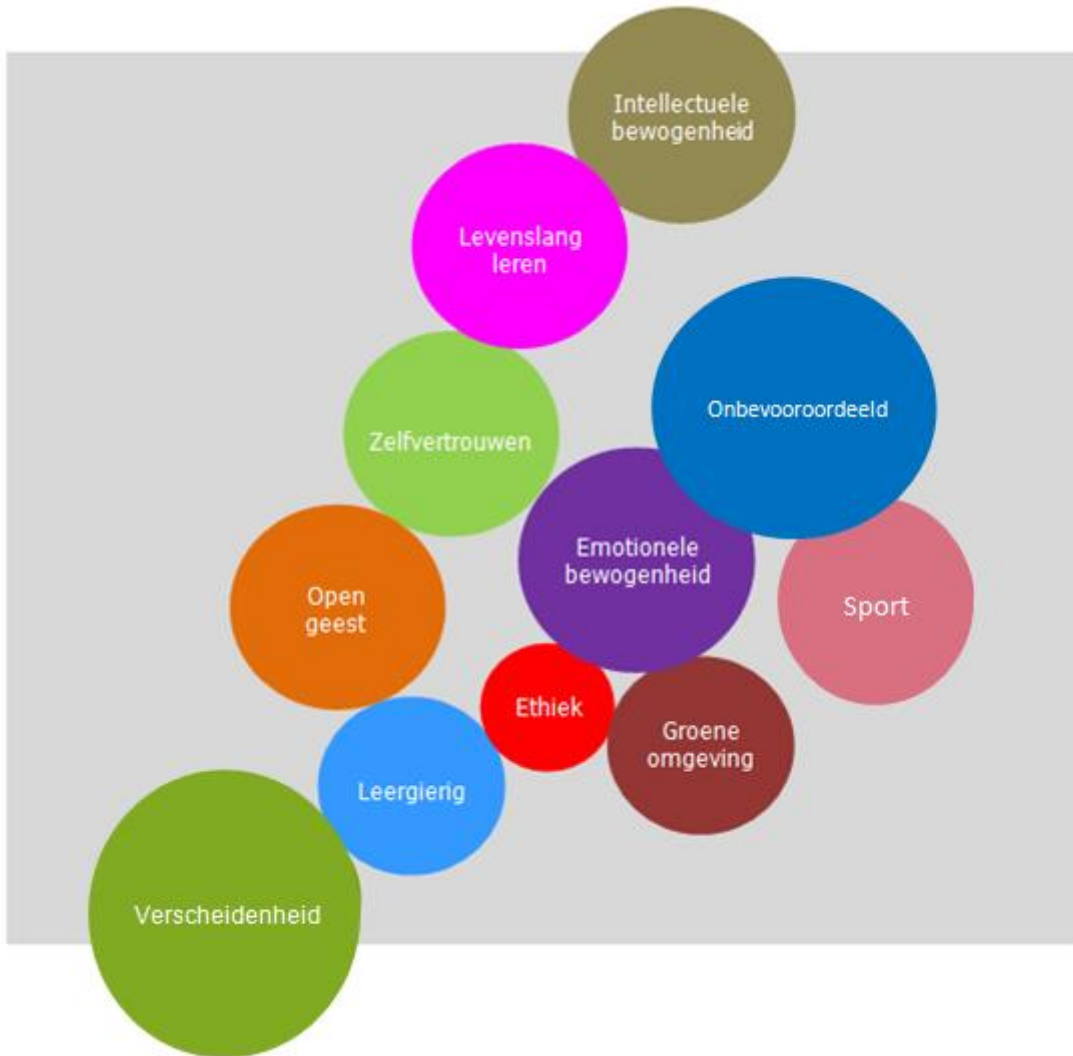 Intellectuele
bewogenheid
Levenslang
leren
Onbevooroordeeld
Zelfvertrouwen
Emotionele
bewogenheid
Open
geest
Sport
Ethiek
Groene
omgeving
Leergierig
Verscheidenheid